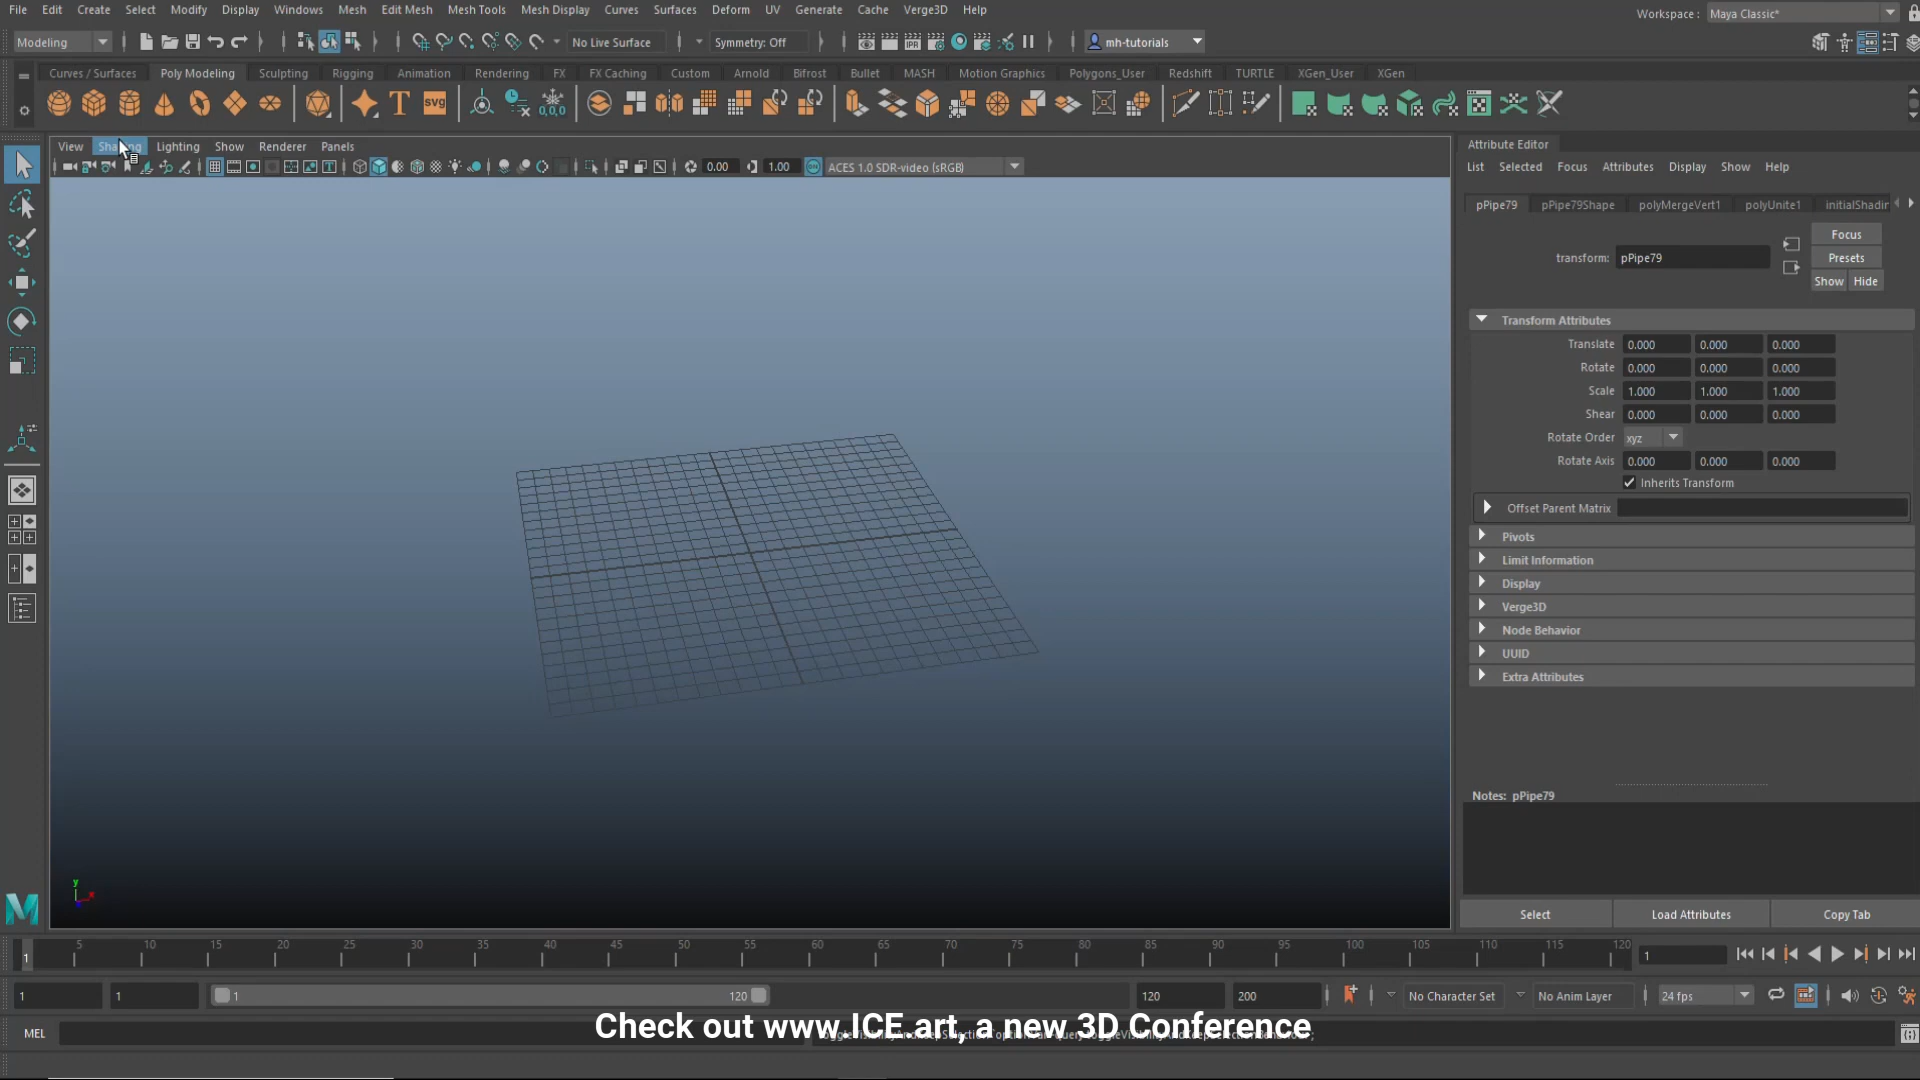 File Edit Create Select Modify Display Windows Mesh Edit Mesh Mesh Tools Mesh Display Curves Surfaces Deform UV Generate Cache Verge3D Help
Workspace : Maya Classic*
Modeling No Live Surface Symmetry: Off IPR mh-tutorials
Curves / Surfaces Poly Modeling Sculpting Rigging Animation Rendering FX FX Caching Custom Arnold Bifrost Bullet MASH Motion Graphics Polygons_User Redshift TURTLE XGen_User XGen
T SVG 0,0,0
View Shading Lighting Show Renderer Panels
0.00 1.00 ACES 1.0 SDR-video (sRGB)
Attribute Editor
List Selected Focus Attributes Display Show Help
pPipe79 pPipe79Shape polyMergeVert1 polyUnite1 initialShadin
Focus
transform: pPipe79 Presets
Show Hide
Transform Attributes
Translate 0.000 0.000 0.000
Rotate 0.000 0.000 0.000
Scale 1.000 1.000 1.000
Shear 0.000 0.000 0.000
Rotate Order xyz
Rotate Axis 0.000 0.000 0.000
Inherits Transform
Offset Parent Matrix
Pivots
Limit Information
Display
Verge3D
Node Behavior
UUID
Extra Attributes
Notes: pPipe79
y x
Select Load Attributes Copy Tab
5 10 15 20 25 30 35 40 45 50 55 60 65 70 75 80 85 90 95 100 105 110 115 120
1 1
1 1 1 120 120 200 No Character Set No Anim Layer 24 fps
MEL
Check out www.ICE.art, a new 3D Conference